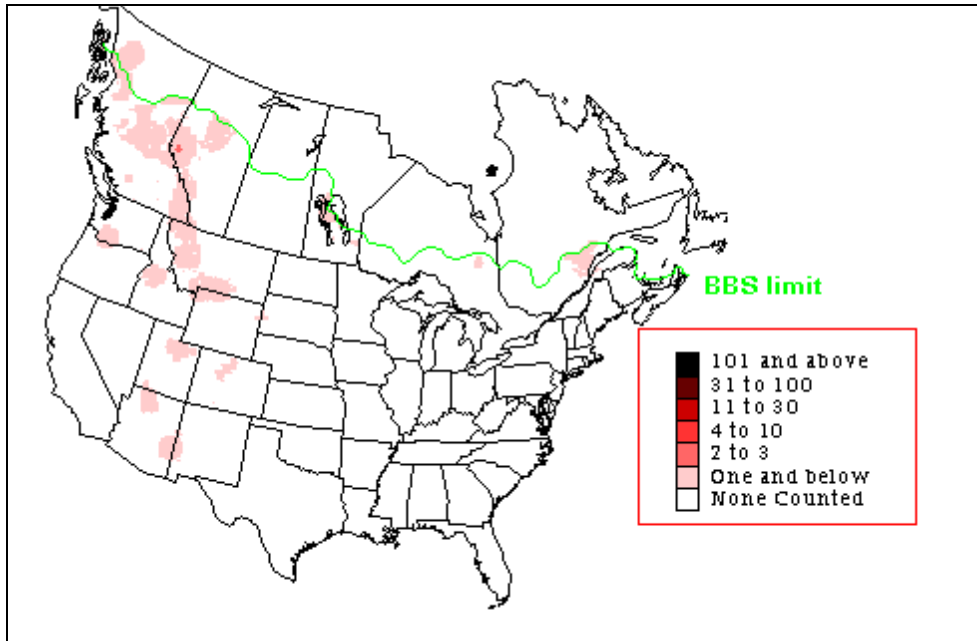 BBS limit
101 and above
31 to 100
11 to 30
4 to 10
2 to 3
One and below
None Counted